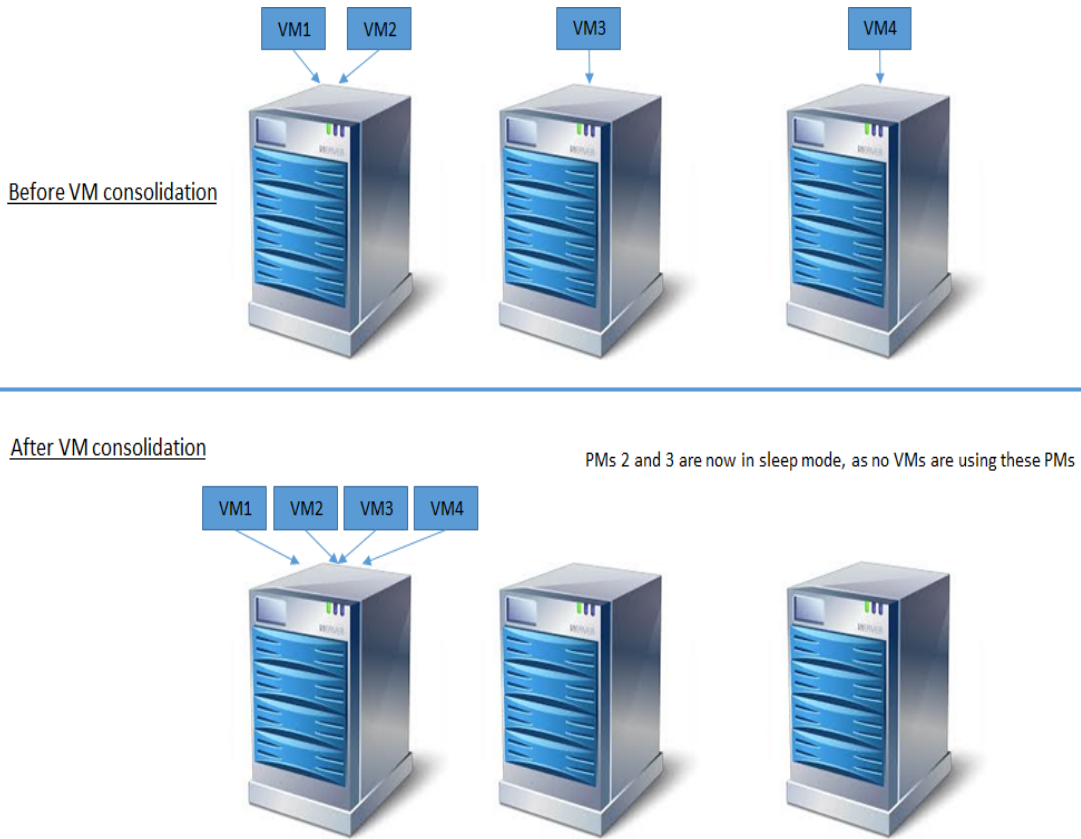 VM1 VM2 VM3 VM4
Before VM consolidation
After VM consolidation
PMs 2 and 3 are now in sleep mode, as no VMs are using these PMs
VM1 VM2 VM3 VM4